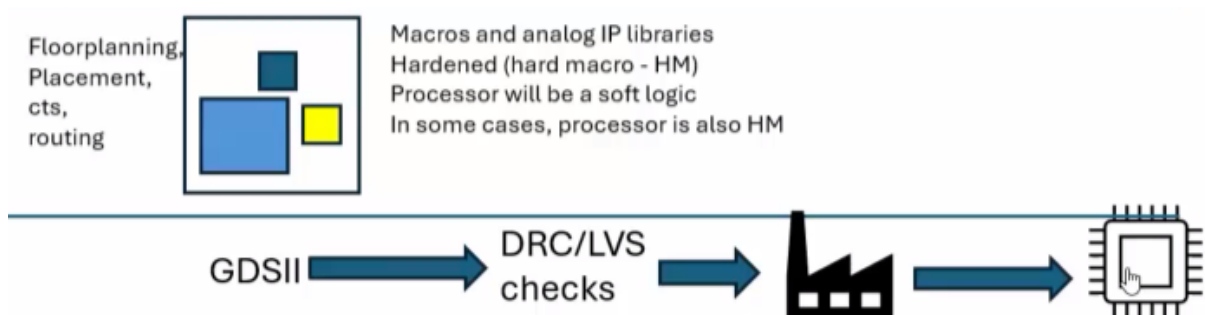 Floorplanning,
Placement,
cts,
routing
Macros and analog IP libraries
Hardened (hard macro - HM)
Processor will be a soft logic
In some cases, processor is also HM
GDSII
DRC/LVS
checks